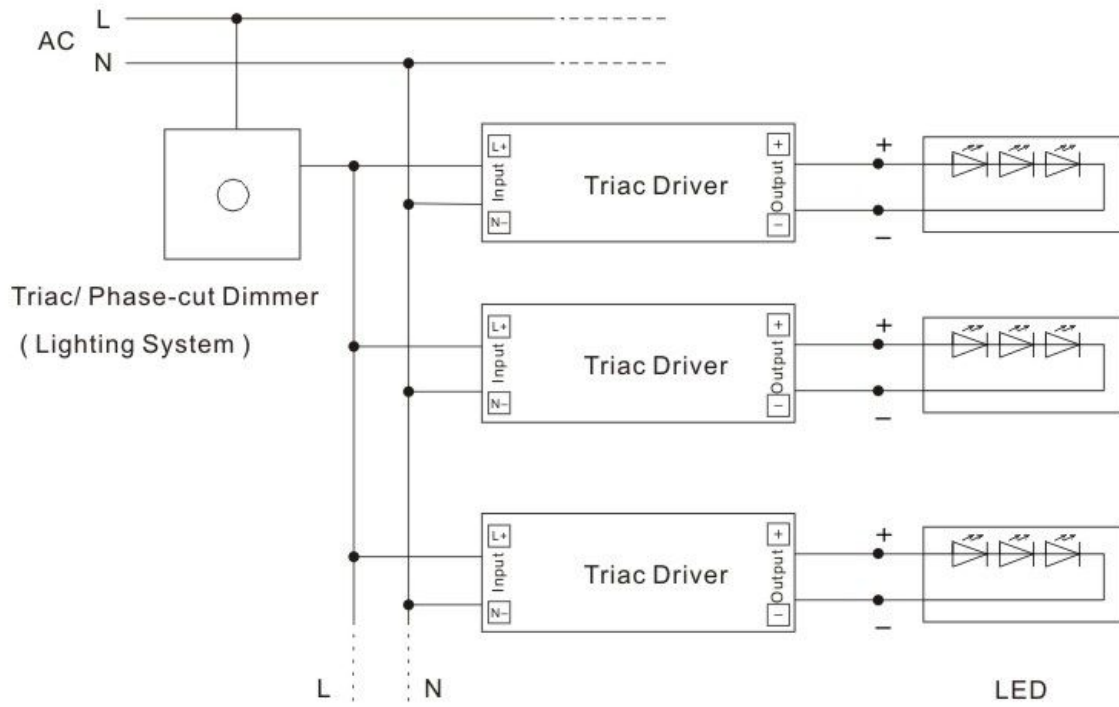 L
AC
N
L+
Input
N−
Triac Driver
+
Output
−
+
−
Triac/ Phase-cut Dimmer
( Lighting System )
L+
Input
N−
Triac Driver
+
Output
−
+
−
L+
Input
N−
Triac Driver
+
Output
−
+
−
L
N
LED